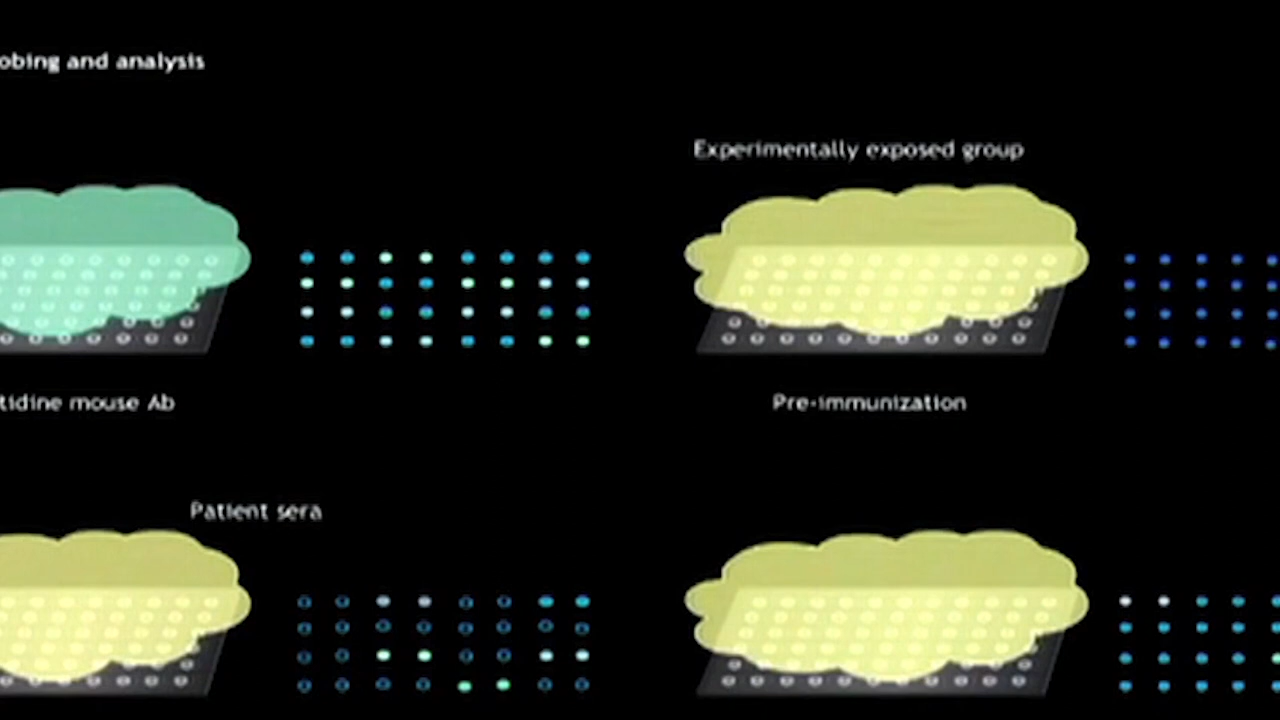 obing and analysis
Experimentally exposed group
tidine mouse Ab
Pre-immunization
Patient sera